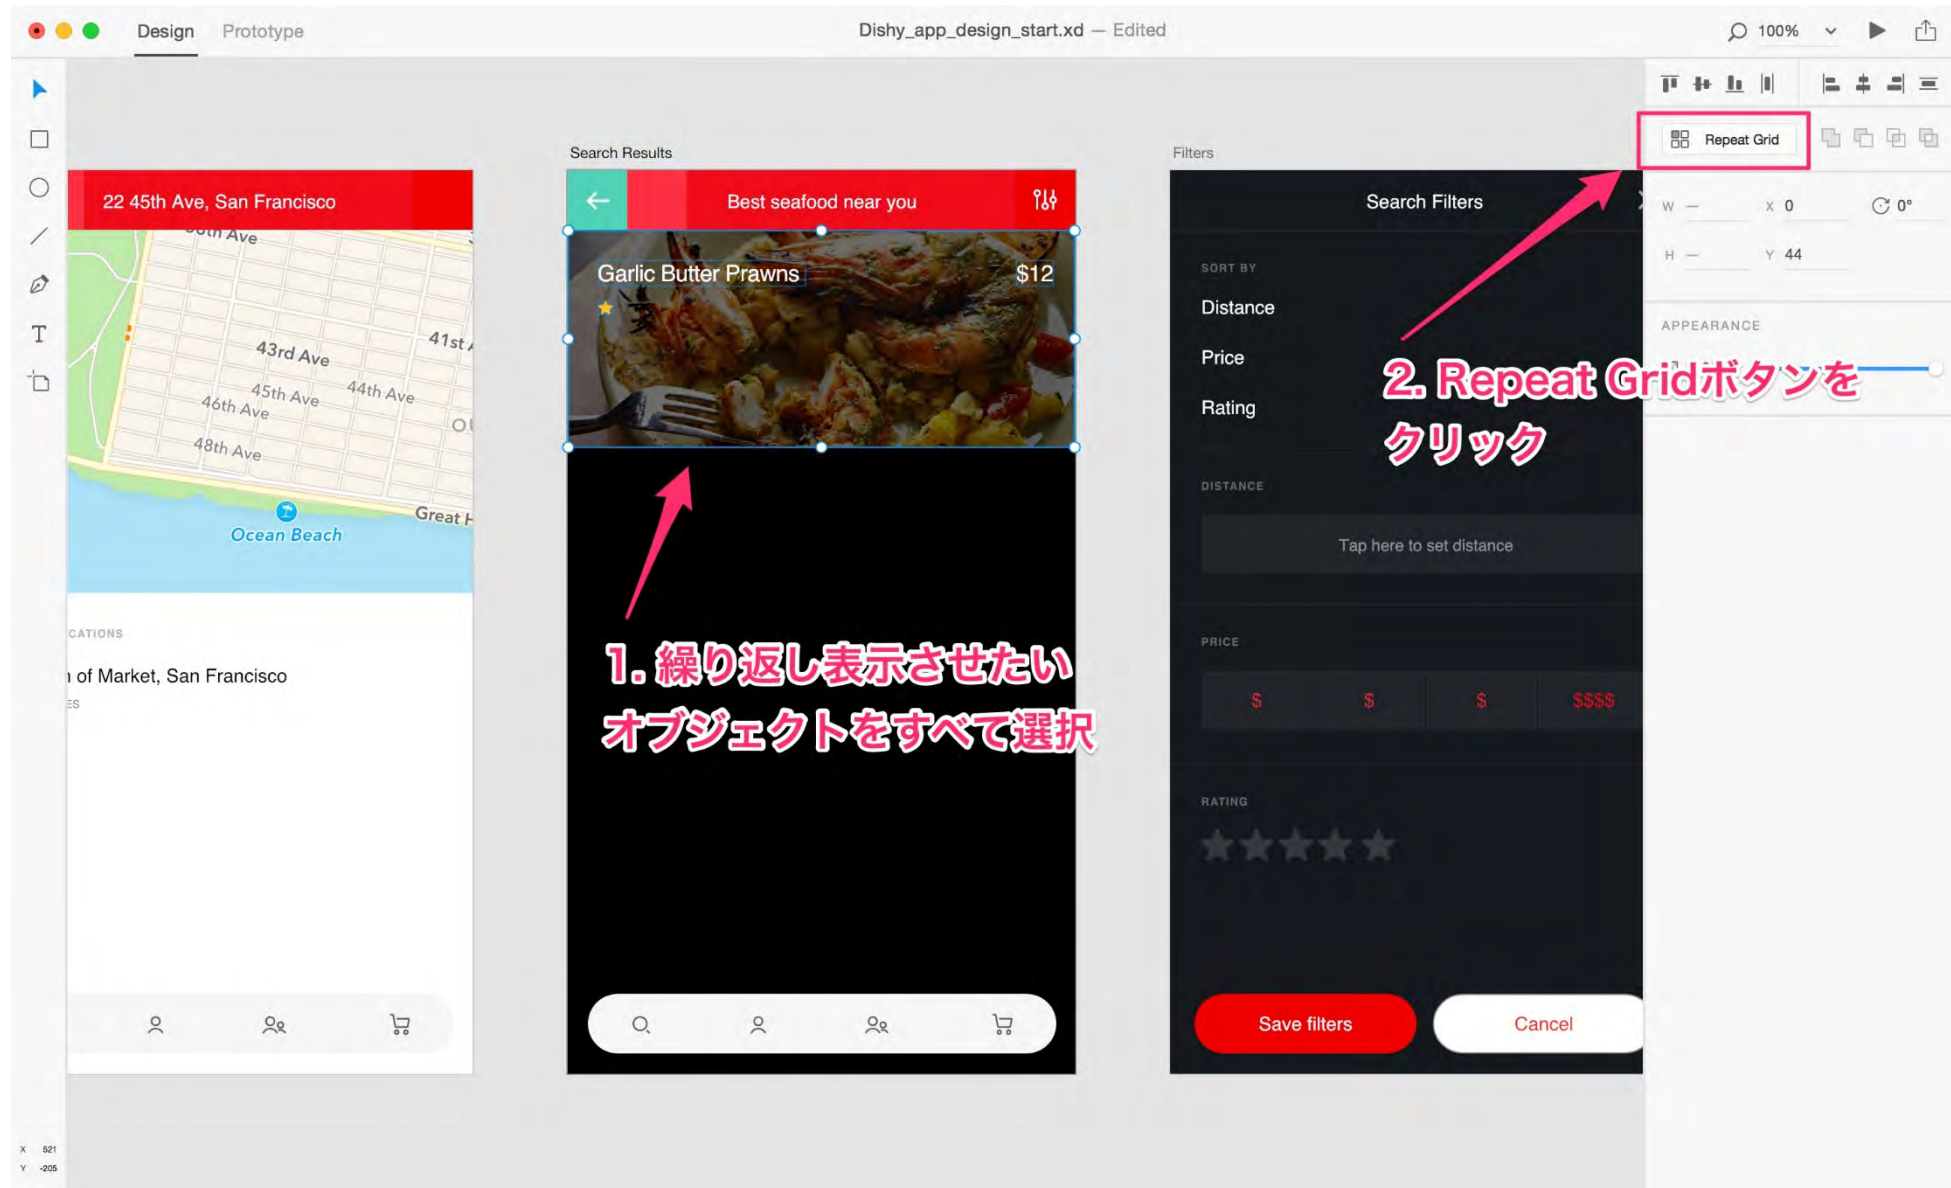 Design Prototype
Dishy_app_design_start.xd — Edited
100%
Repeat Grid
W —
X 0
0°
H —
Y 44
APPEARANCE
22 45th Ave, San Francisco
43rd Ave
41st
45th Ave
44th Ave
46th Ave
48th Ave
Great H
Ocean Beach
CATIONS
of Market, San Francisco
ES
Search Results
Best seafood near you
Garlic Butter Prawns
$12
1. 繰り返し表示させたい
オブジェクトをすべて選択
Filters
Search Filters
SORT BY
Distance
Price
Rating
2. Repeat Gridボタンを
クリック
DISTANCE
Tap here to set distance
PRICE
$ $ $ $$$$
RATING
Save filters
Cancel
X 521
Y -205